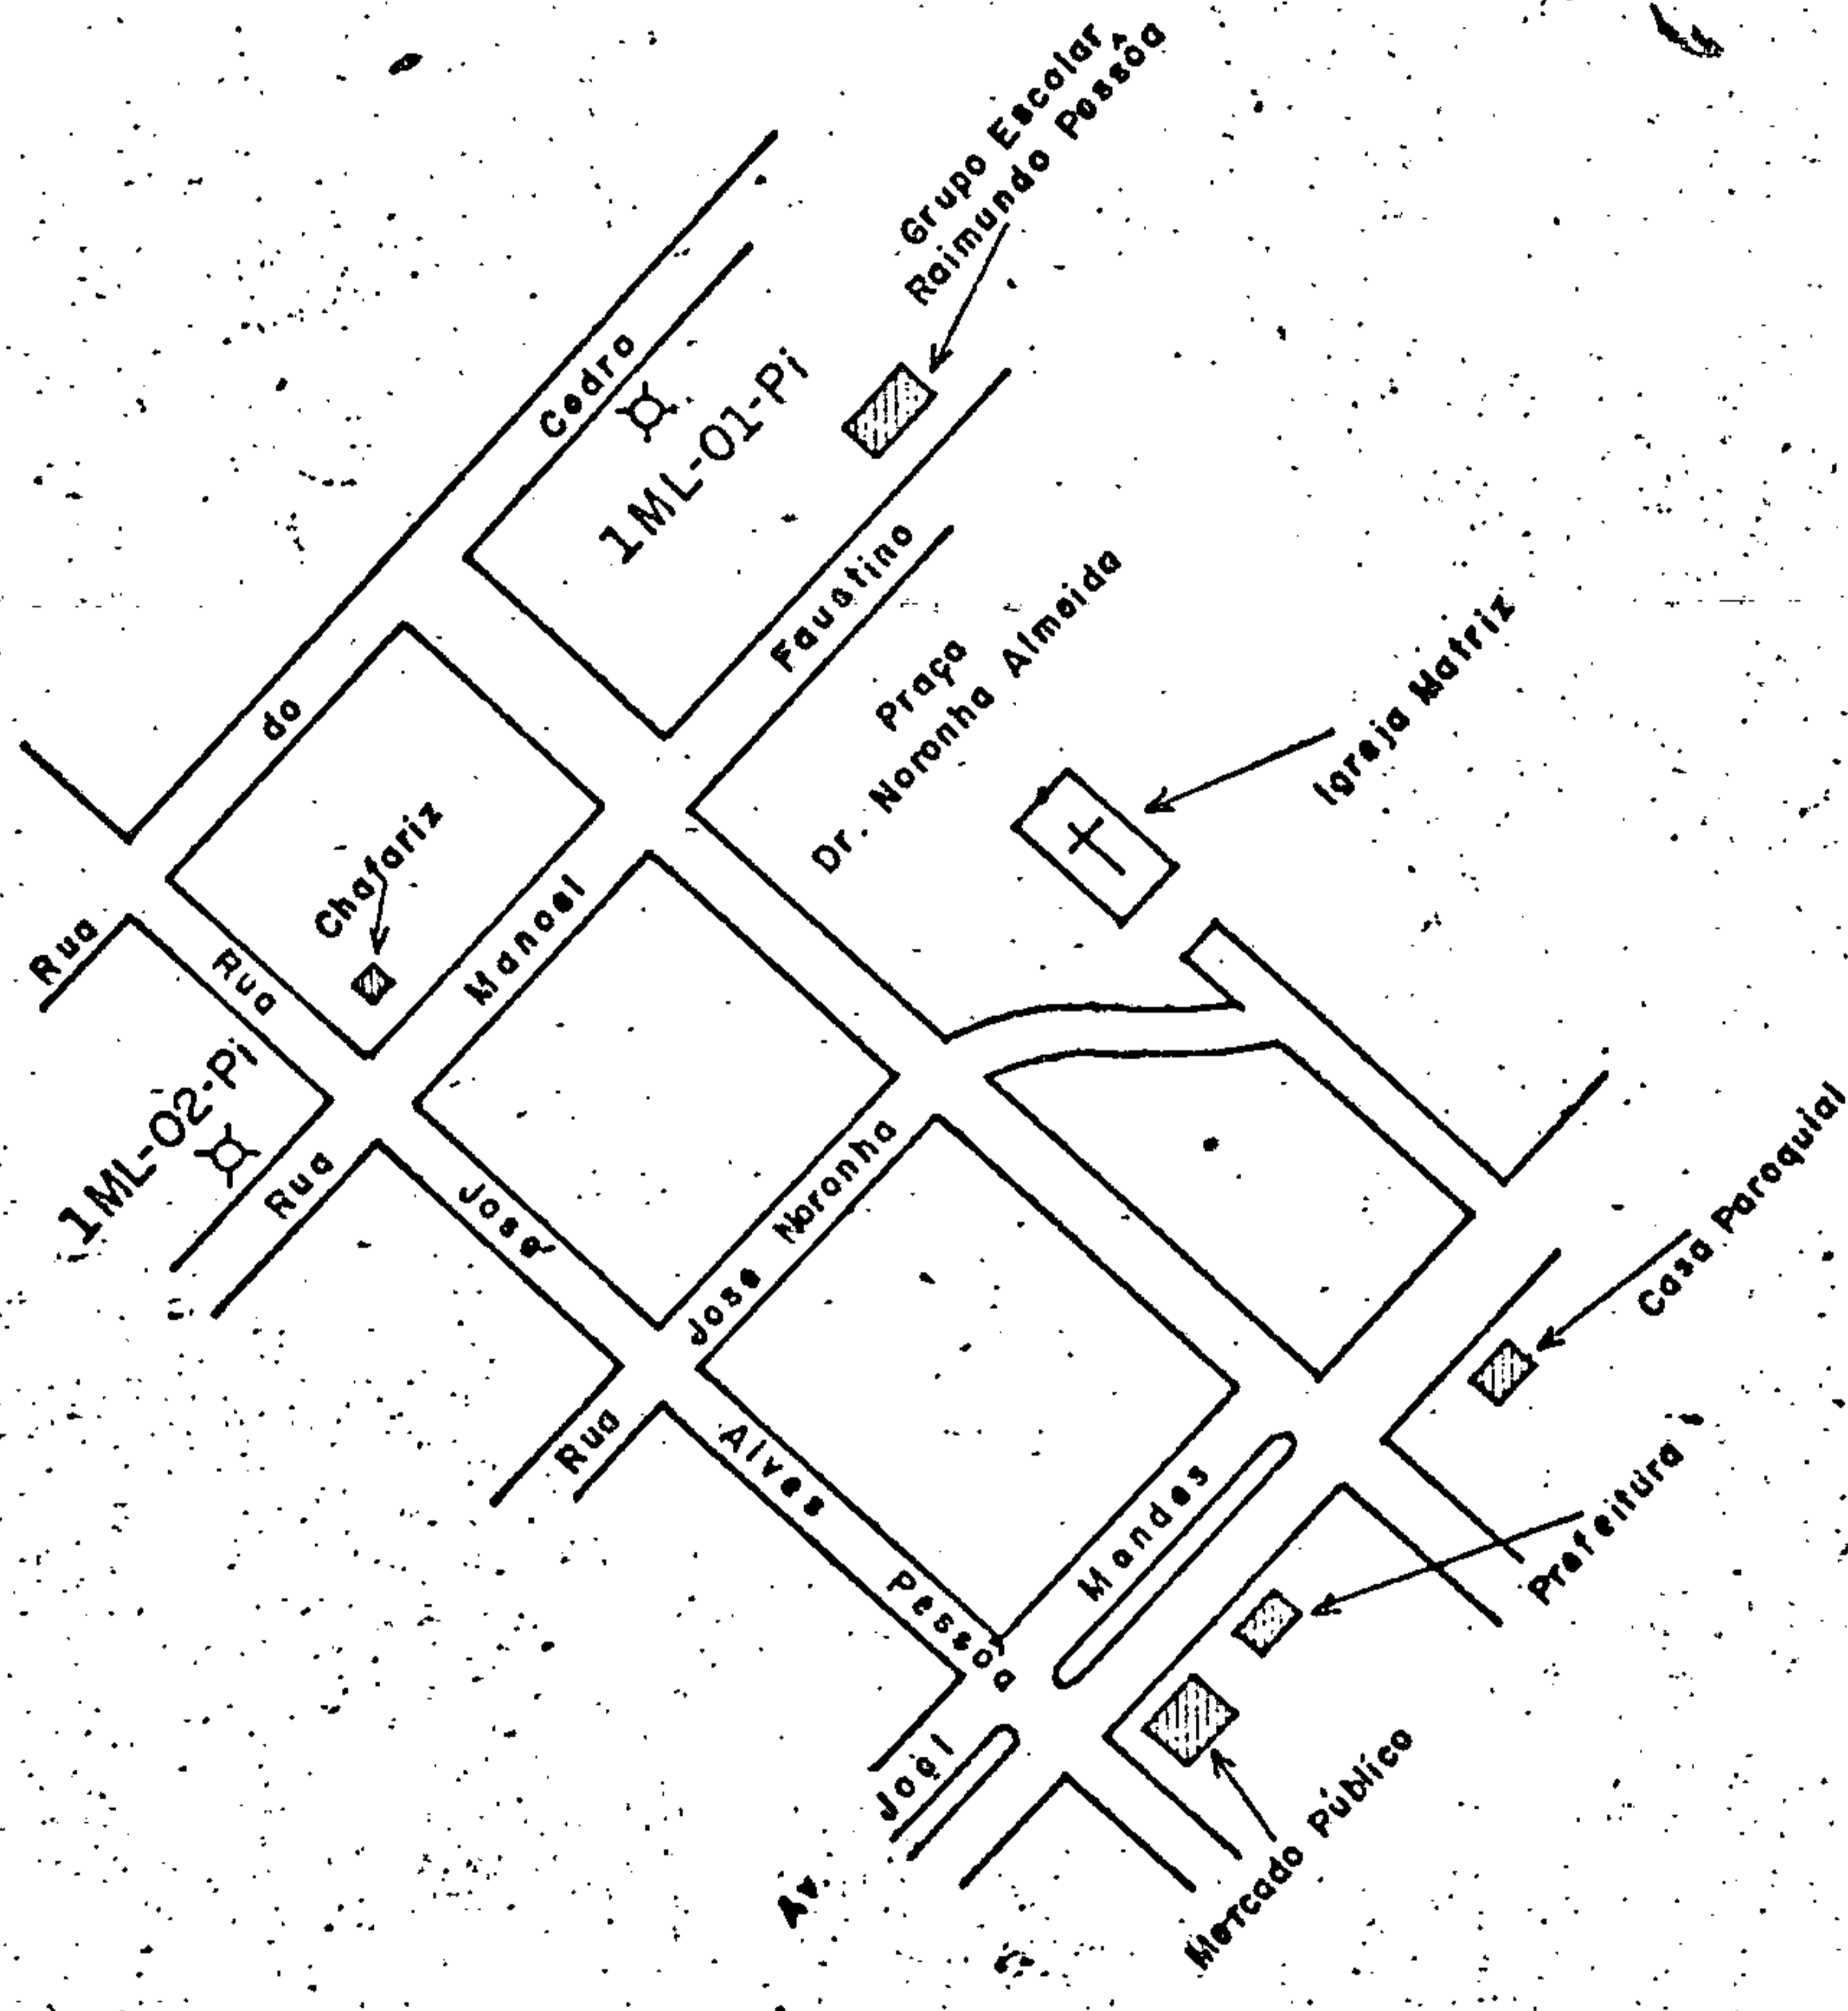 Grupo Escolar
Raimundo Pessôa
Rua do Cedro
1ML-01-Pi
Rua Manoel Faustino
Praça
Dr. Noronha Almeida
Igreja Matriz
Chafariz
1ML-02-Pi
Rua José Alves Pessoa
Rua José Noronha
Casa Paroquial
Av. Joel Mendes
Prefeitura
Mercado Público